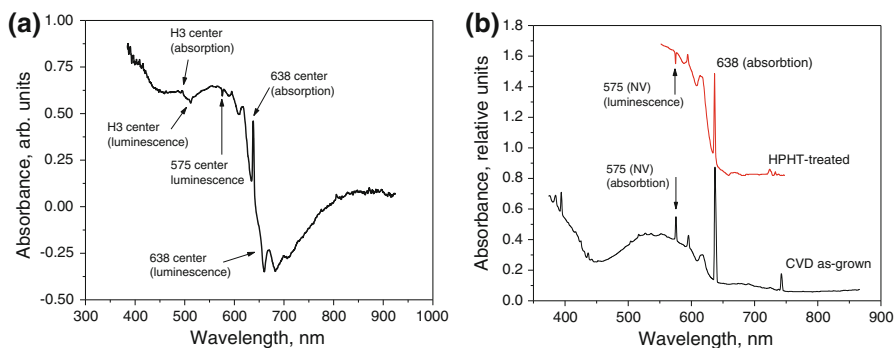 (a)
Absorbance, arb. units
1.00
0.75
0.50
0.25
0.00
-0.25
-0.50
H3 center
(absorption)
638 center
(absorption)
H3 center
(luminescence)
575 center
luminescence
638 center
(luminescence)
300 400 500 600 700 800 900 1000
Wavelength, nm
(b)
Absorbance, relative units
1.8
1.6
1.4
1.2
1.0
0.8
0.6
0.4
0.2
0.0
638 (absorbtion)
575 (NV)
(luminescence)
HPHT-treated
575 (NV)
(absorbtion)
CVD as-grown
400 500 600 700 800 900
Wavelength, nm